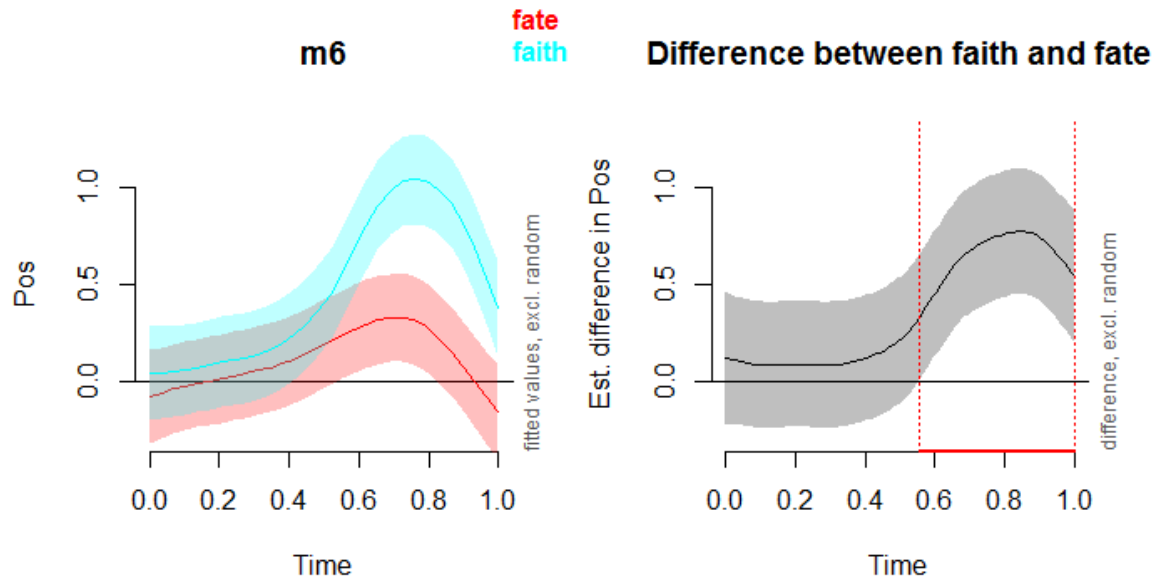 fate
faith
m6
Difference between faith and fate
Pos
1.0
0.5
0.0
0.0 0.2 0.4 0.6 0.8 1.0
Time
fitted values, excl. random
Est. difference in Pos
1.0
0.5
0.0
0.0 0.2 0.4 0.6 0.8 1.0
Time
difference, excl. random